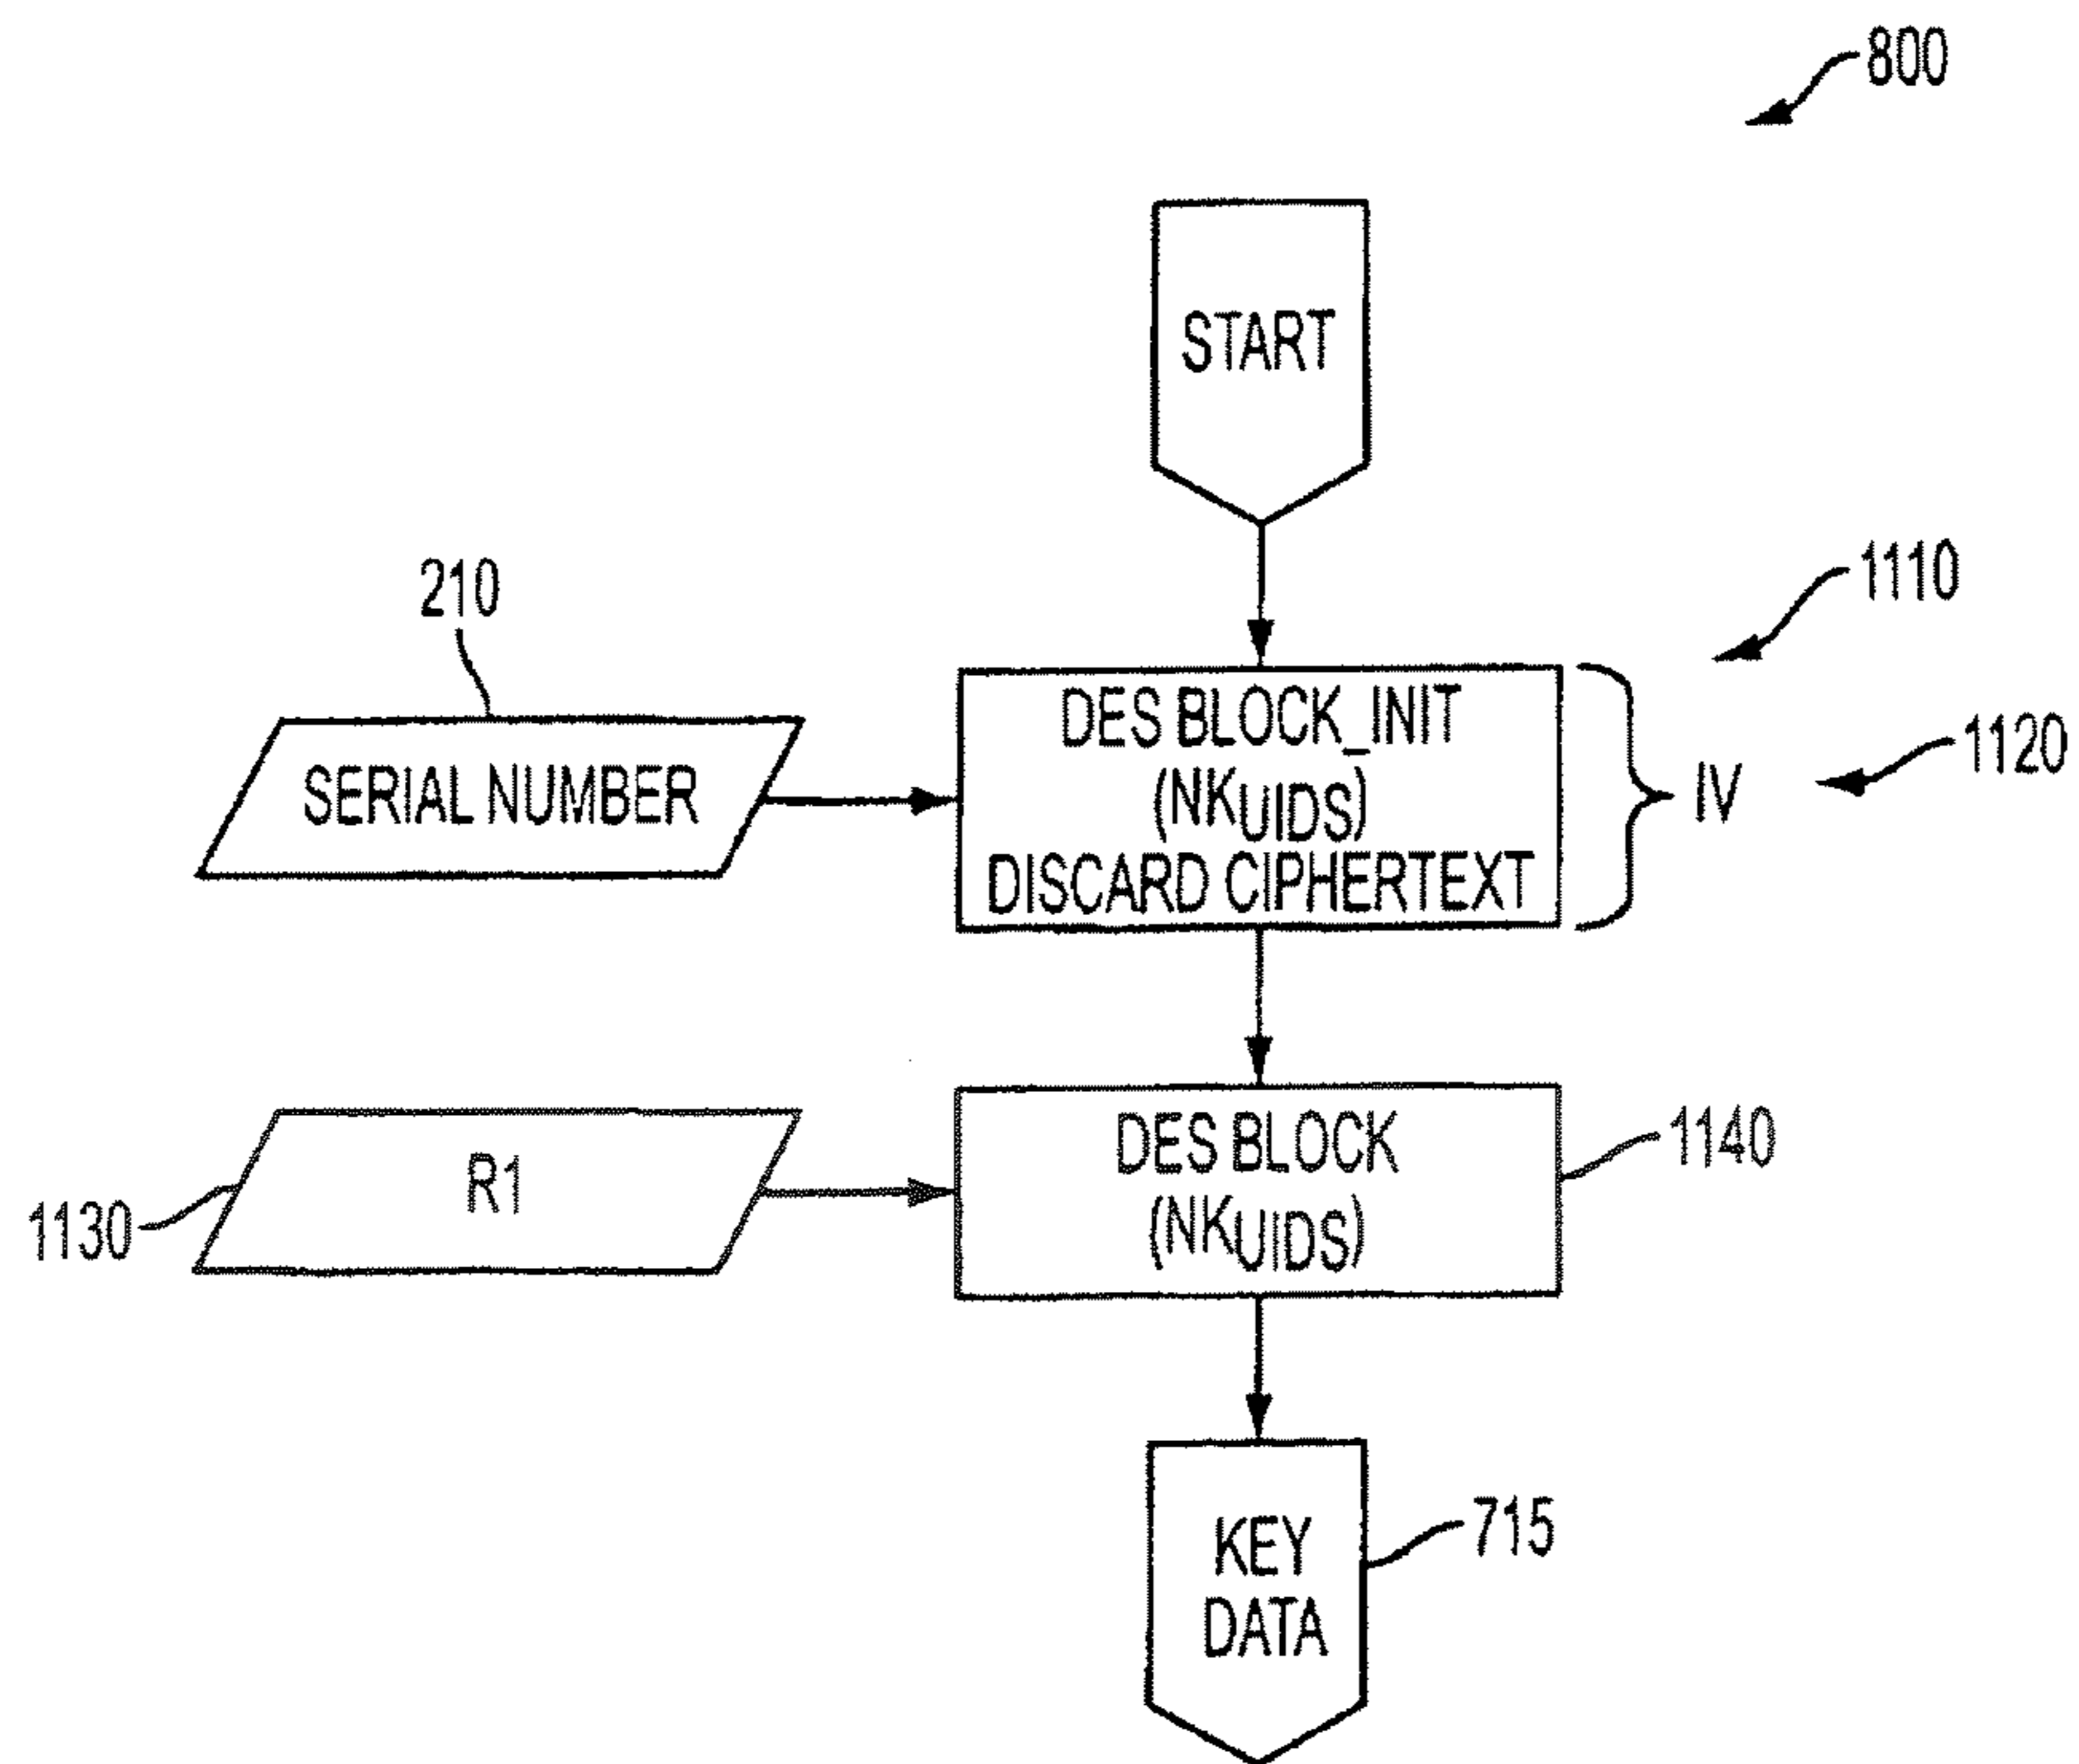 800
START
210
1110
SERIAL NUMBER
DES BLOCK_INIT
(NKUIDS)
DISCARD CIPHERTEXT
IV
1120
R1
1130
DES BLOCK
(NKUIDS)
1140
KEY
DATA
715